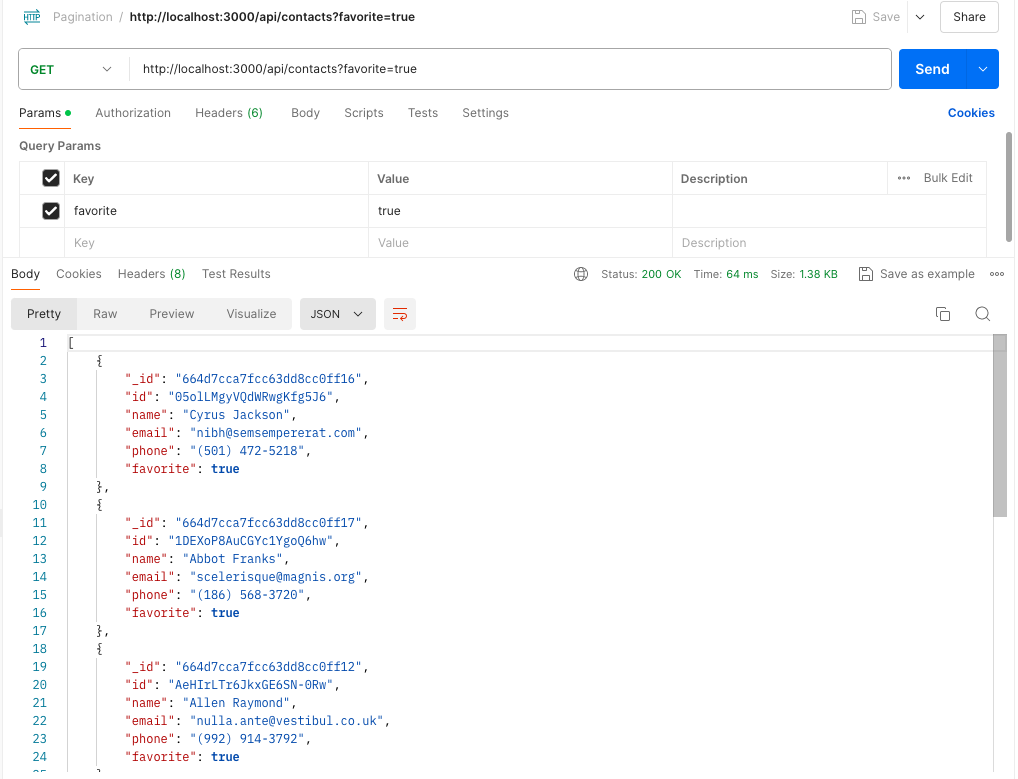 HTTP Pagination / http://localhost:3000/api/contacts?favorite=true Save Share
GET http://localhost:3000/api/contacts?favorite=true Send
Params Authorization Headers (6) Body Scripts Tests Settings Cookies
Query Params
Key Value Description ••• Bulk Edit
favorite true
Key Value Description
Body Cookies Headers (8) Test Results Status: 200 OK Time: 64 ms Size: 1.38 KB Save as example
Pretty Raw Preview Visualize JSON
1 [
2 {
3 "_id": "664d7cca7fcc63dd8cc0ff16",
4 "id": "05olLMgyVQdWRwgKfg5J6",
5 "name": "Cyrus Jackson",
6 "email": "nibh@semsempererat.com",
7 "phone": "(501) 472-5218",
8 "favorite": true
9 },
10 {
11 "_id": "664d7cca7fcc63dd8cc0ff17",
12 "id": "1DEXoP8AuCGYc1YgoQ6hw",
13 "name": "Abbot Franks",
14 "email": "scelerisque@magnis.org",
15 "phone": "(186) 568-3720",
16 "favorite": true
17 },
18 {
19 "_id": "664d7cca7fcc63dd8cc0ff12",
20 "id": "AeHIrLTr6JkxGE6SN-0Rw",
21 "name": "Allen Raymond",
22 "email": "nulla.ante@vestibul.co.uk",
23 "phone": "(992) 914-3792",
24 "favorite": true